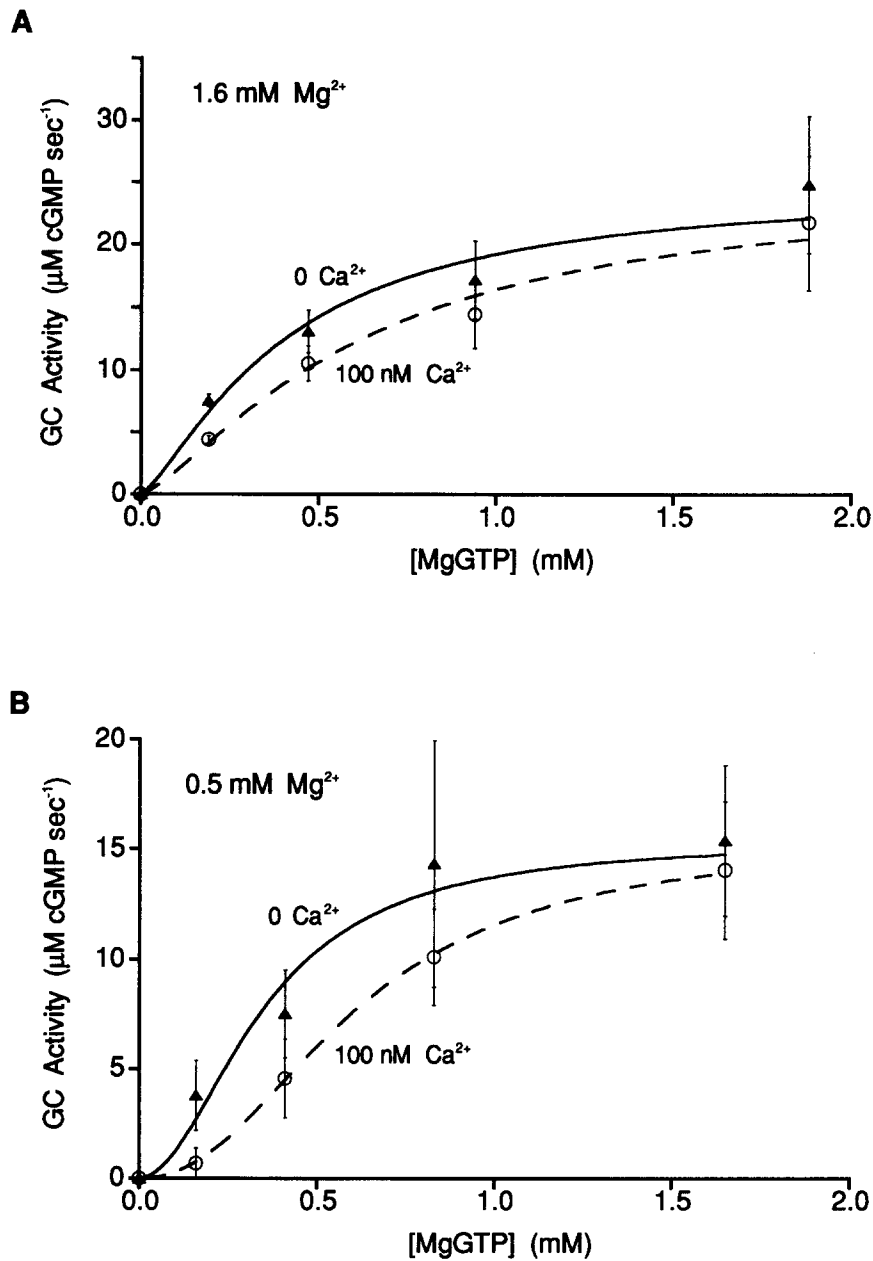 A
1.6 mM Mg²⁺
GC Activity (μM cGMP sec⁻¹)
30
20
10
0
0 Ca²⁺
100 nM Ca²⁺
0.0 0.5 1.0 1.5 2.0
[MgGTP] (mM)
B
0.5 mM Mg²⁺
GC Activity (μM cGMP sec⁻¹)
20
15
10
5
0
0 Ca²⁺
100 nM Ca²⁺
0.0 0.5 1.0 1.5 2.0
[MgGTP] (mM)